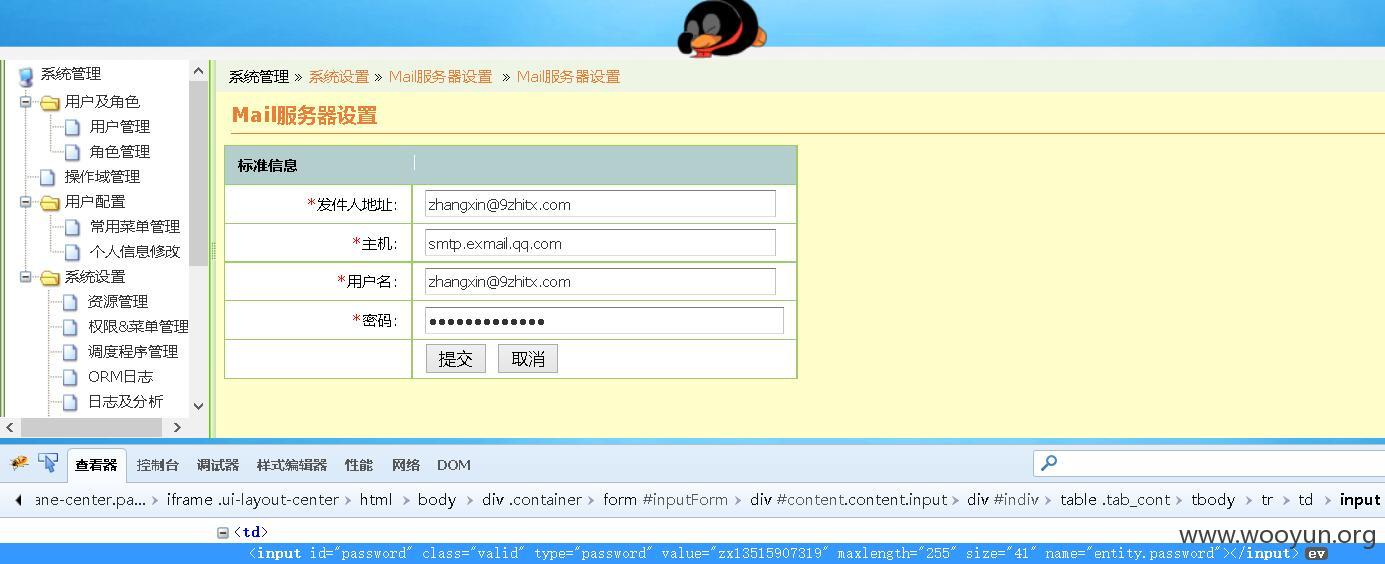 系统管理
用户及角色
用户管理
角色管理
操作域管理
用户配置
常用菜单管理
个人信息修改
系统设置
资源管理
权限&菜单管理
调度程序管理
ORM日志
日志及分析
系统管理 » 系统设置 » Mail服务器设置 » Mail服务器设置
Mail服务器设置
标准信息
*发件人地址: zhangxin@9zhitx.com
*主机: smtp.exmail.qq.com
*用户名: zhangxin@9zhitx.com
*密码: •••••••••••••
提交 取消
查看器 控制台 调试器 样式编辑器 性能 网络 DOM
ane-center.pa... iframe .ui-layout-center html body div .container form #inputForm div #content.content.input div #indiv table .tab_cont tbody tr td input
<td>
<input id="password" class="valid" type="password" value="zx13515907319" maxlength="255" size="41" name="entity.password"></input> ev
www.wooyun.org